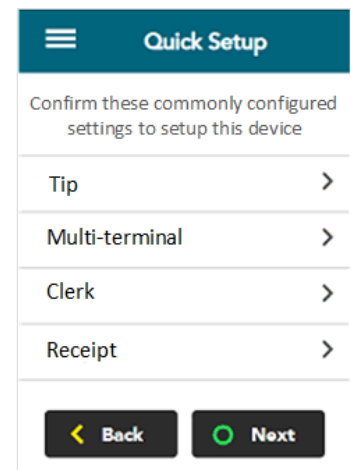 Quick Setup
Confirm these commonly configured
settings to setup this device
Tip
Multi-terminal
Clerk
Receipt
Back
Next